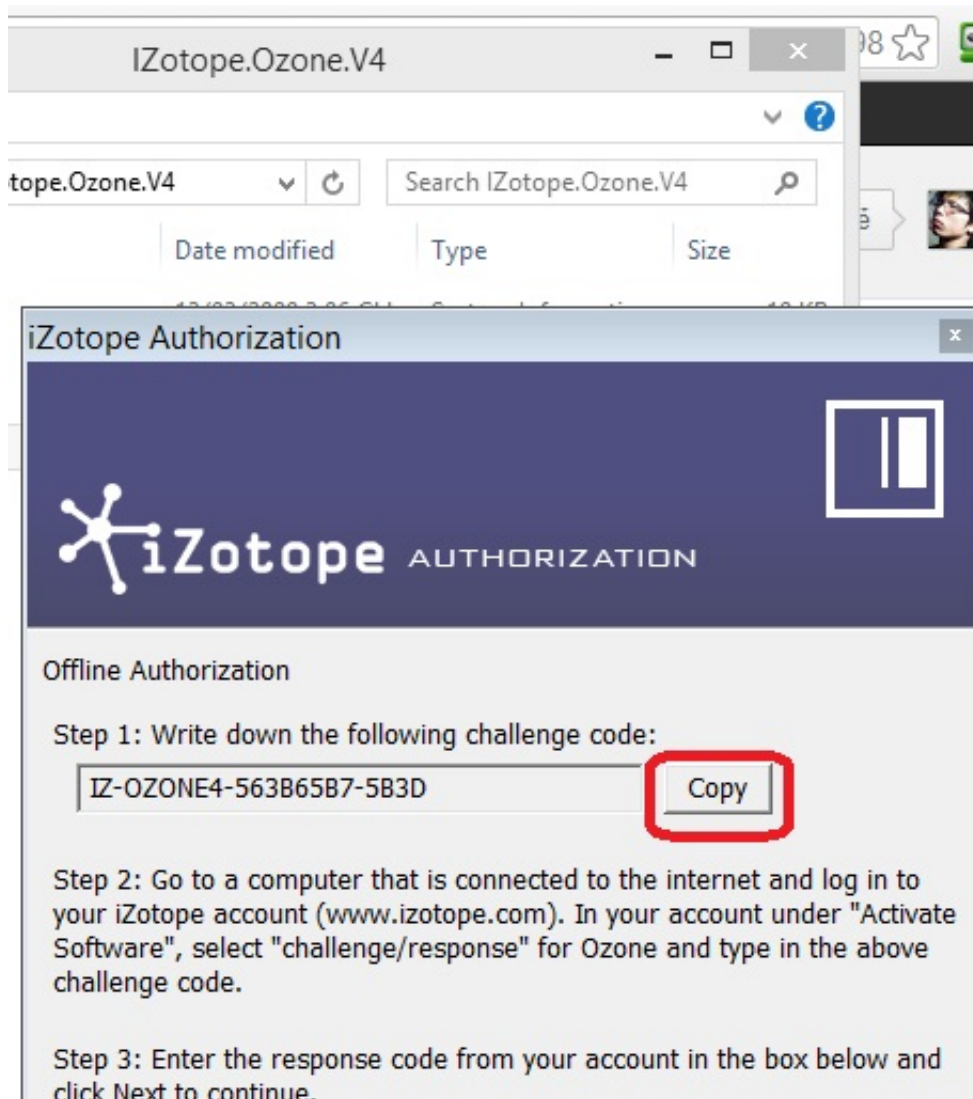 98
IZotope.Ozone.V4
tope.Ozone.V4
Search IZotope.Ozone.V4
Date modified
Type
Size
iZotope Authorization
iZotope AUTHORIZATION
Offline Authorization
Step 1: Write down the following challenge code:
IZ-OZONE4-563B65B7-5B3D
Copy
Step 2: Go to a computer that is connected to the internet and log in to
your iZotope account (www.izotope.com). In your account under "Activate
Software", select "challenge/response" for Ozone and type in the above
challenge code.
Step 3: Enter the response code from your account in the box below and
click Next to continue.